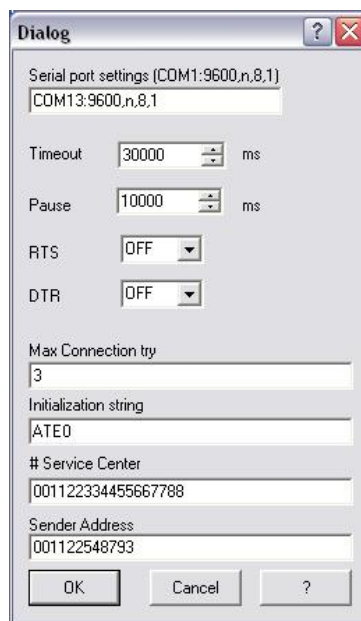 Dialog ? X
Serial port settings (COM1:9600,n,8,1)
COM13:9600,n,8,1
Timeout 30000 ms
Pause 10000 ms
RTS OFF
DTR OFF
Max Connection try
3
Initialization string
ATE0
# Service Center
001122334455667788
Sender Address
001122548793
OK Cancel ?